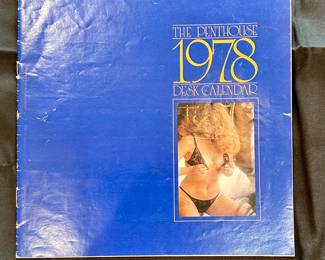 THE PENTHOUSE
1978
DESK CALENDAR